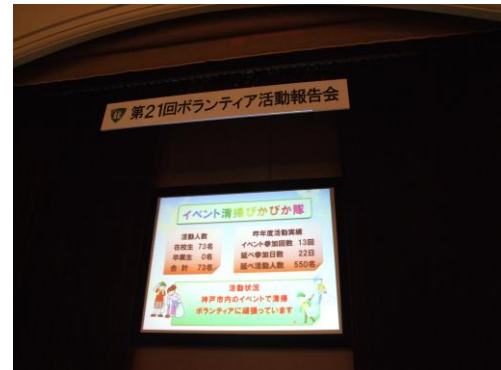 第21回ボランティア活動報告会
イベント清掃ぴかぴか隊
活動人数
在校生 73名
卒業生 0名
合計 73名
昨年度活動実績
イベント参加回数 13回
延べ参加日数 22日
延べ活動人数 550名
活動状況
神戸市内のイベントで清掃
ボランティアに頑張っています